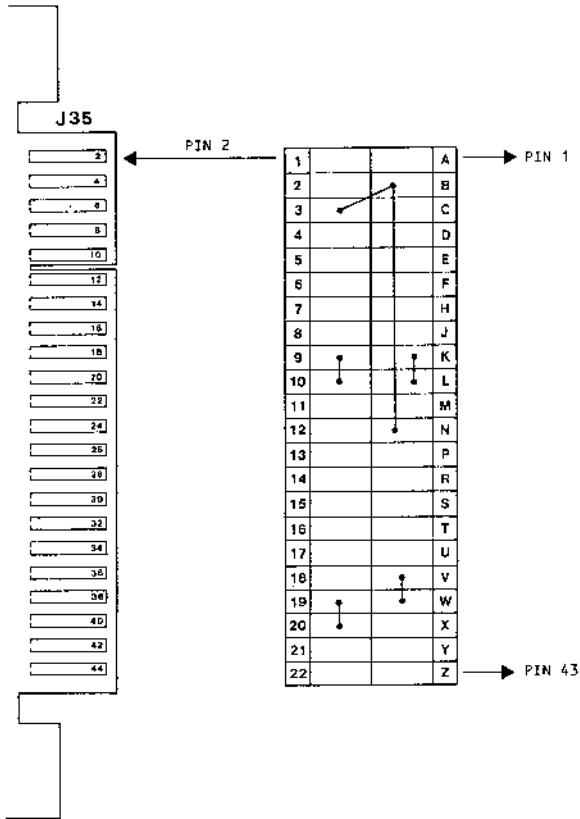 J35
PIN 2
2
4
6
8
10
12
14
16
18
20
22
24
26
28
30
32
34
36
38
40
42
44
1 A PIN 1
2 B
3 C
4 D
5 E
6 F
7 H
8 J
9 K
10 L
11 M
12 N
13 P
14 R
15 S
16 T
17 U
18 V
19 W
20 X
21 Y
22 Z PIN 43